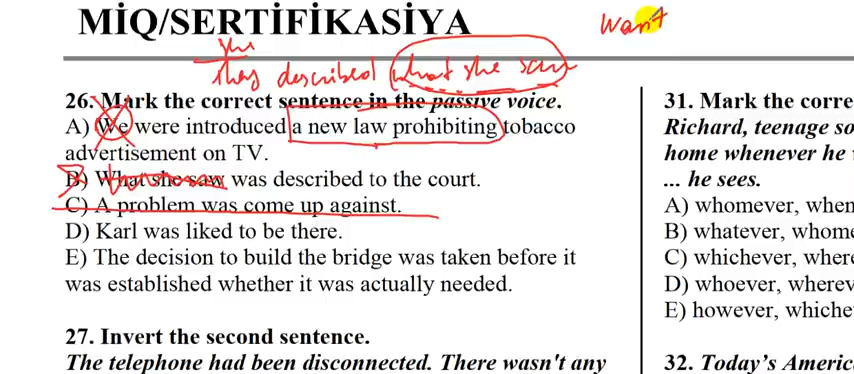 MİQ/SERTİFİKASİYA
want
she
they described what she saw
26. Mark the correct sentence in the passive voice.
A) We were introduced a new law prohibiting tobacco
advertisement on TV.
B) What she saw was described to the court.
C) A problem was come up against.
D) Karl was liked to be there.
E) The decision to build the bridge was taken before it
was established whether it was actually needed.
27. Invert the second sentence.
The telephone had been disconnected. There wasn't any
31. Mark the corre
Richard, teenage so
home whenever he
... he sees.
A) whomever, when
B) whatever, whom
C) whichever, where
D) whoever, wherev
E) however, whiche
32. Today's Americ